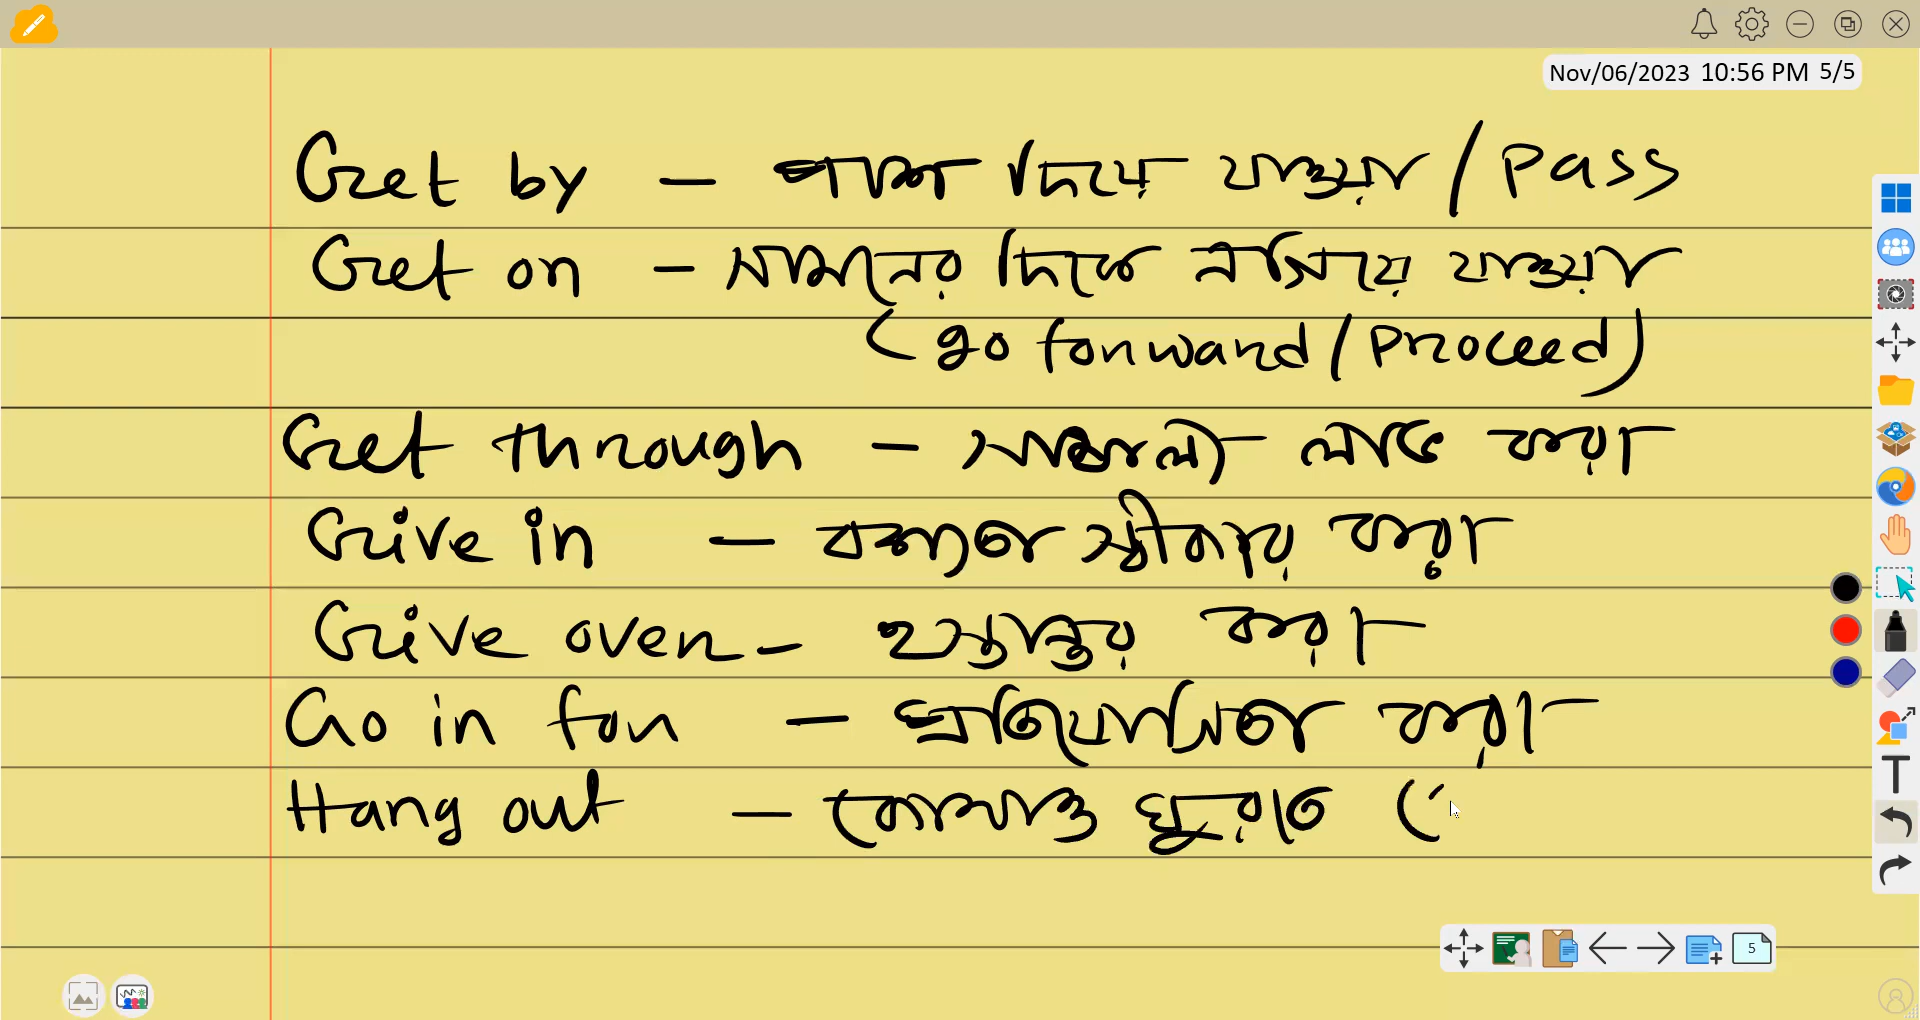 Nov/06/2023 10:56 PM 5/5
Get by – পাশ দিয়ে যাওয়া / Pass
Get on – সামনের দিকে এগিয়ে যাওয়া
(go forward / Proceed)
Get through – সফলতা লাভ করা
Give in – বশ্যতা স্বীকার করা
Give over – হস্তান্তর করা
Go in for – প্রতিযোগিতা করা
Hang out – কোথাও ঘুরতে (
5